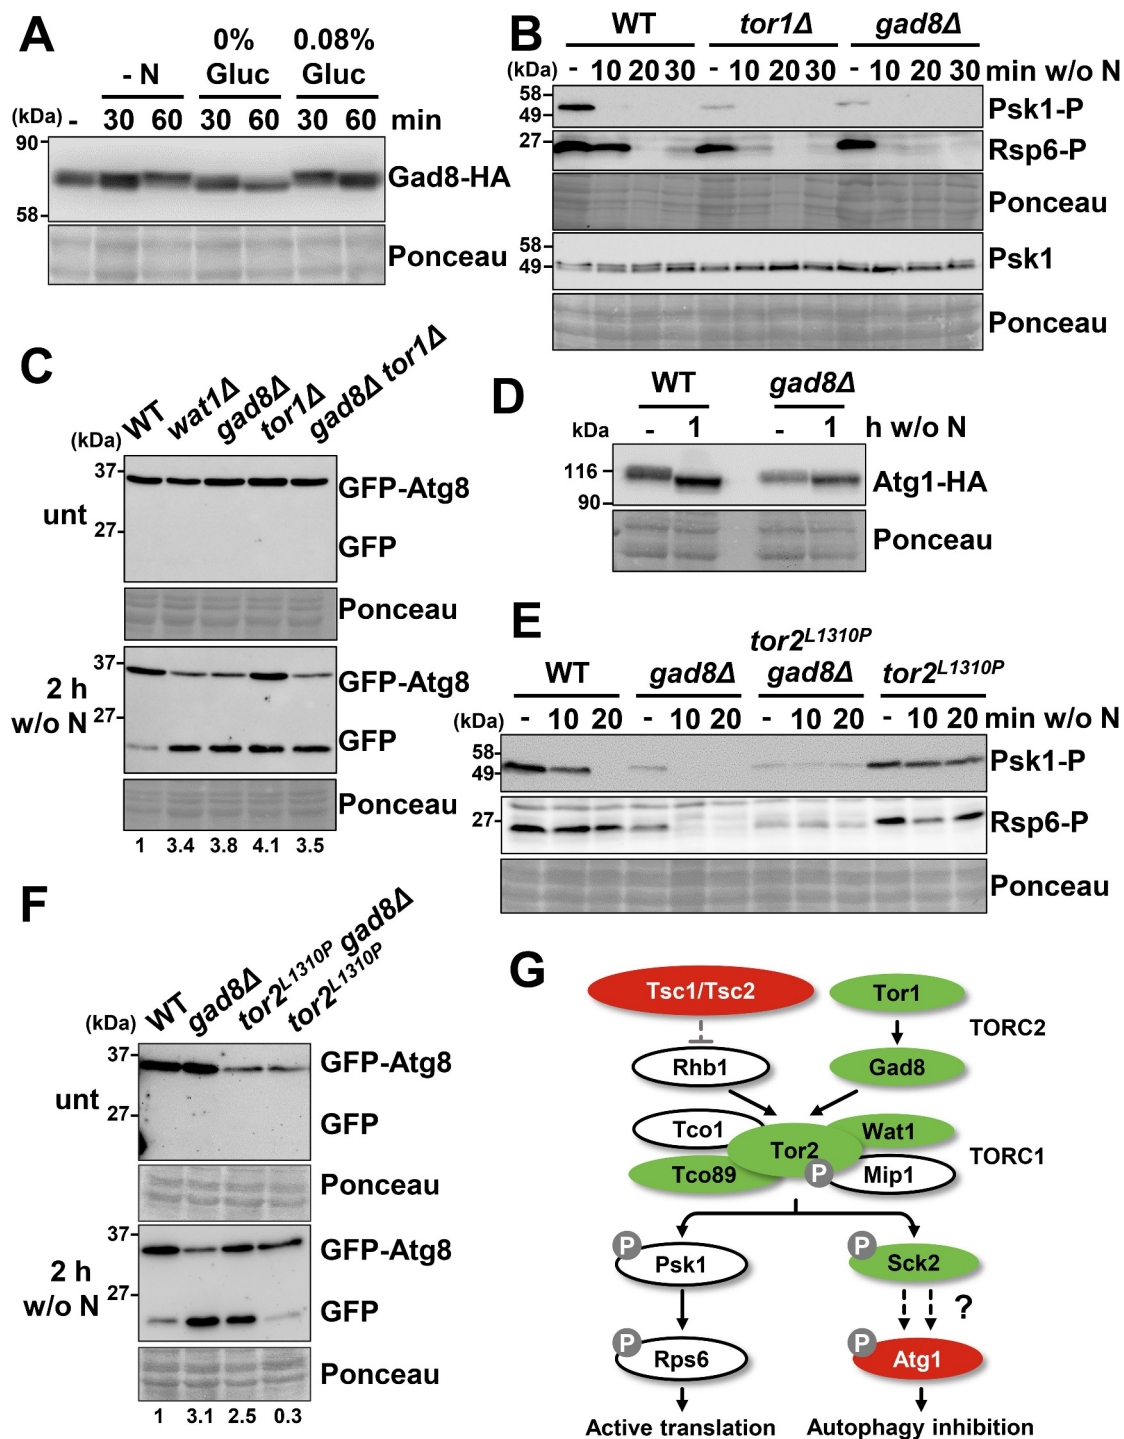 A
0% 0.08%
- N Gluc Gluc
(kDa) - 30 60 30 60 30 60 min
90
Gad8-HA
58
Ponceau
B
WT tor1Δ gad8Δ
(kDa) - 10 20 30 - 10 20 30 - 10 20 30 min w/o N
58
49
Psk1-P
27
Rsp6-P
Ponceau
58
49
Psk1
Ponceau
C
(kDa) WT wat1Δ gad8Δ tor1Δ gad8Δ tor1Δ
37
GFP-Atg8
unt
27
GFP
Ponceau
37
GFP-Atg8
2 h
w/o N
27
GFP
Ponceau
1 3.4 3.8 4.1 3.5
D
WT gad8Δ
kDa - 1 - 1 h w/o N
116
Atg1-HA
90
Ponceau
E
tor2L1310P
WT gad8Δ gad8Δ tor2L1310P
(kDa) - 10 20 - 10 20 - 10 20 - 10 20 min w/o N
58
49
Psk1-P
27
Rsp6-P
Ponceau
F
(kDa) WT gad8Δ tor2L1310P gad8Δ tor2L1310P
37
GFP-Atg8
unt
27
GFP
Ponceau
37
GFP-Atg8
2 h
w/o N
27
GFP
Ponceau
1 3.1 2.5 0.3
G
Tsc1/Tsc2 Tor1
TORC2
Rhb1 Gad8
Tco1 Wat1
Tor2
TORC1
Tco89 P Mip1
P Psk1 P Sck2
?
P Rps6 P Atg1
Active translation Autophagy inhibition